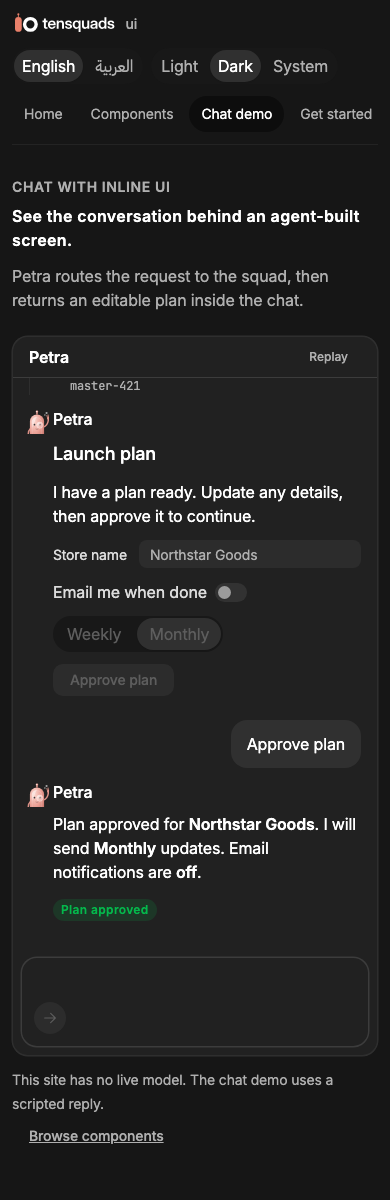 tensquads ui
English العربية Light Dark System
Home Components Chat demo Get started
CHAT WITH INLINE UI
See the conversation behind an agent-built
screen.
Petra routes the request to the squad, then
returns an editable plan inside the chat.
Petra Replay
master-421
Petra
Launch plan
I have a plan ready. Update any details,
then approve it to continue.
Store name Northstar Goods
Email me when done
Weekly Monthly
Approve plan
Approve plan
Petra
Plan approved for Northstar Goods. I will
send Monthly updates. Email
notifications are off.
Plan approved
This site has no live model. The chat demo uses a
scripted reply.
Browse components